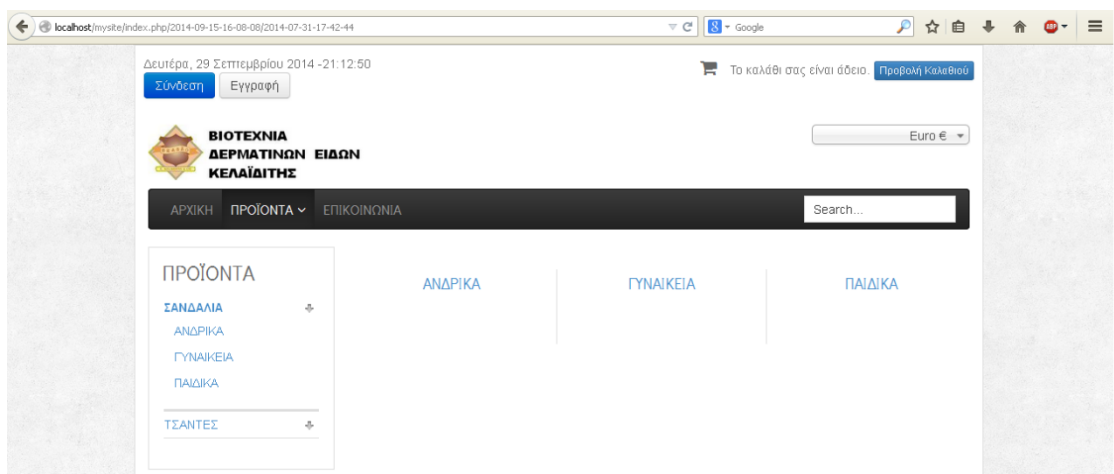 localhost/mysite/index.php/2014-09-15-16-08-08/2014-07-31-17-42-44
Google
Δευτέρα, 29 Σεπτεμβρίου 2014 -21:12:50
Το καλάθι σας είναι άδειο. Προβολή Καλαθιού
Σύνδεση Εγγραφή
ΒΙΟΤΕΧΝΙΑ
ΔΕΡΜΑΤΙΝΩΝ ΕΙΔΩΝ
ΚΕΛΑΪΔΙΤΗΣ
Euro €
ΑΡΧΙΚΗ ΠΡΟΪΟΝΤΑ ΕΠΙΚΟΙΝΩΝΙΑ
Search...
ΠΡΟΪΟΝΤΑ
ΣΑΝΔΑΛΙΑ
ΑΝΔΡΙΚΑ
ΓΥΝΑΙΚΕΙΑ
ΠΑΙΔΙΚΑ
ΤΣΑΝΤΕΣ
ΑΝΔΡΙΚΑ ΓΥΝΑΙΚΕΙΑ ΠΑΙΔΙΚΑ